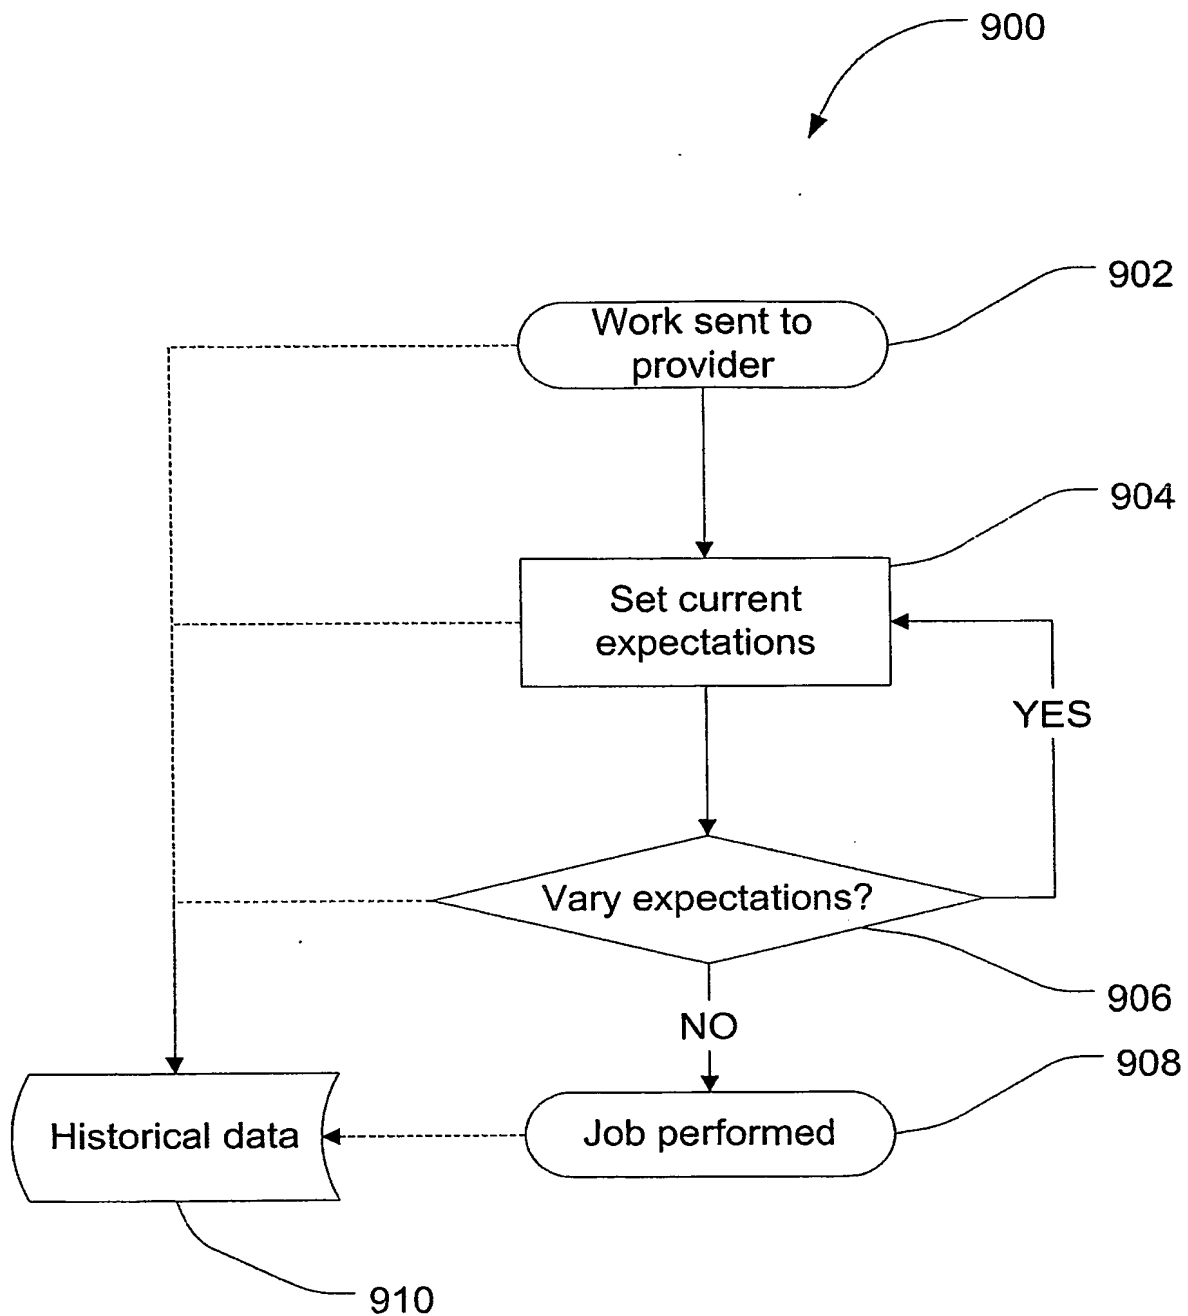 900
902
Work sent to
provider
904
Set current
expectations
YES
Vary expectations?
906
NO
908
Historical data
Job performed
910